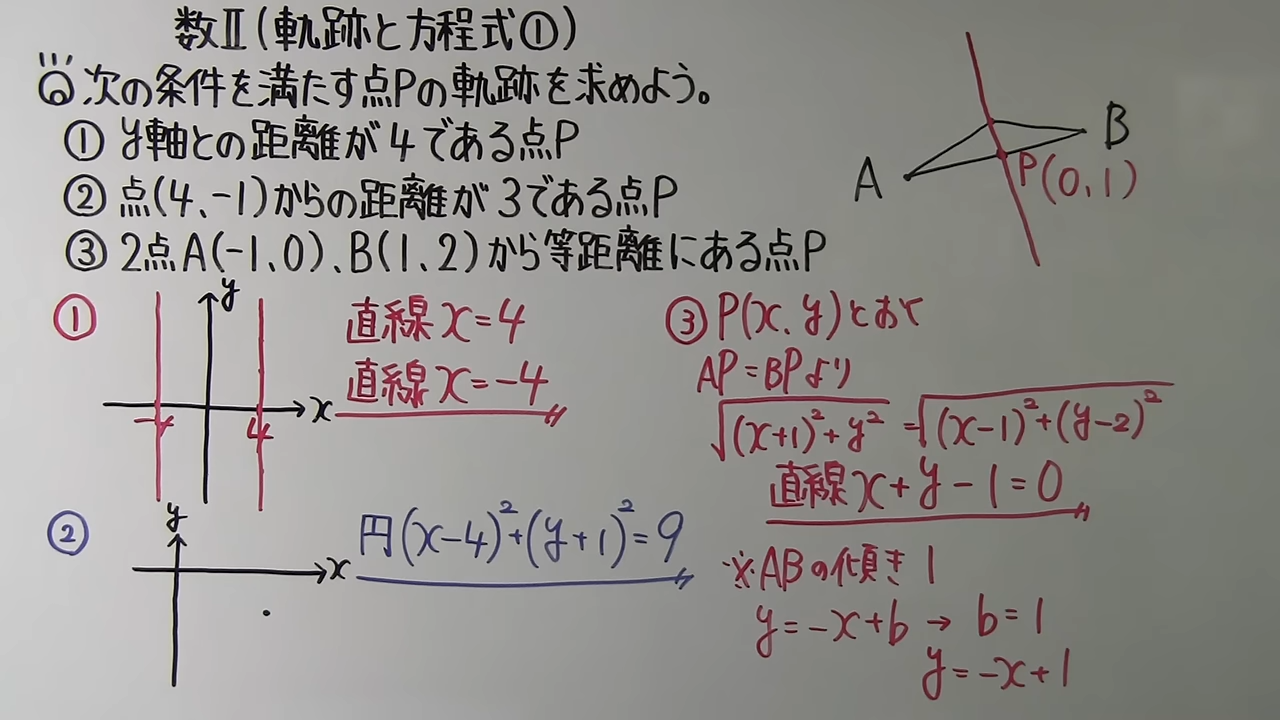 数Ⅱ(軌跡と方程式①)
Q 次の条件を満たす点Pの軌跡を求めよう。
① y軸との距離が4である点P
② 点(4、-1)からの距離が3である点P
③ 2点A(-1、0)、B(1、2)から等距離にある点P
A
B
P(0、1)
①
y
x
-4
4
直線 x=4
直線 x=-4
②
y
x
円(x-4)²+(y+1)²=9
③ P(x、y)とおく
AP=BPより
√(x+1)²+y² =√(x-1)²+(y-2)²
直線 x+y-1=0
※ABの傾き 1
y=-x+b → b=1
y=-x+1